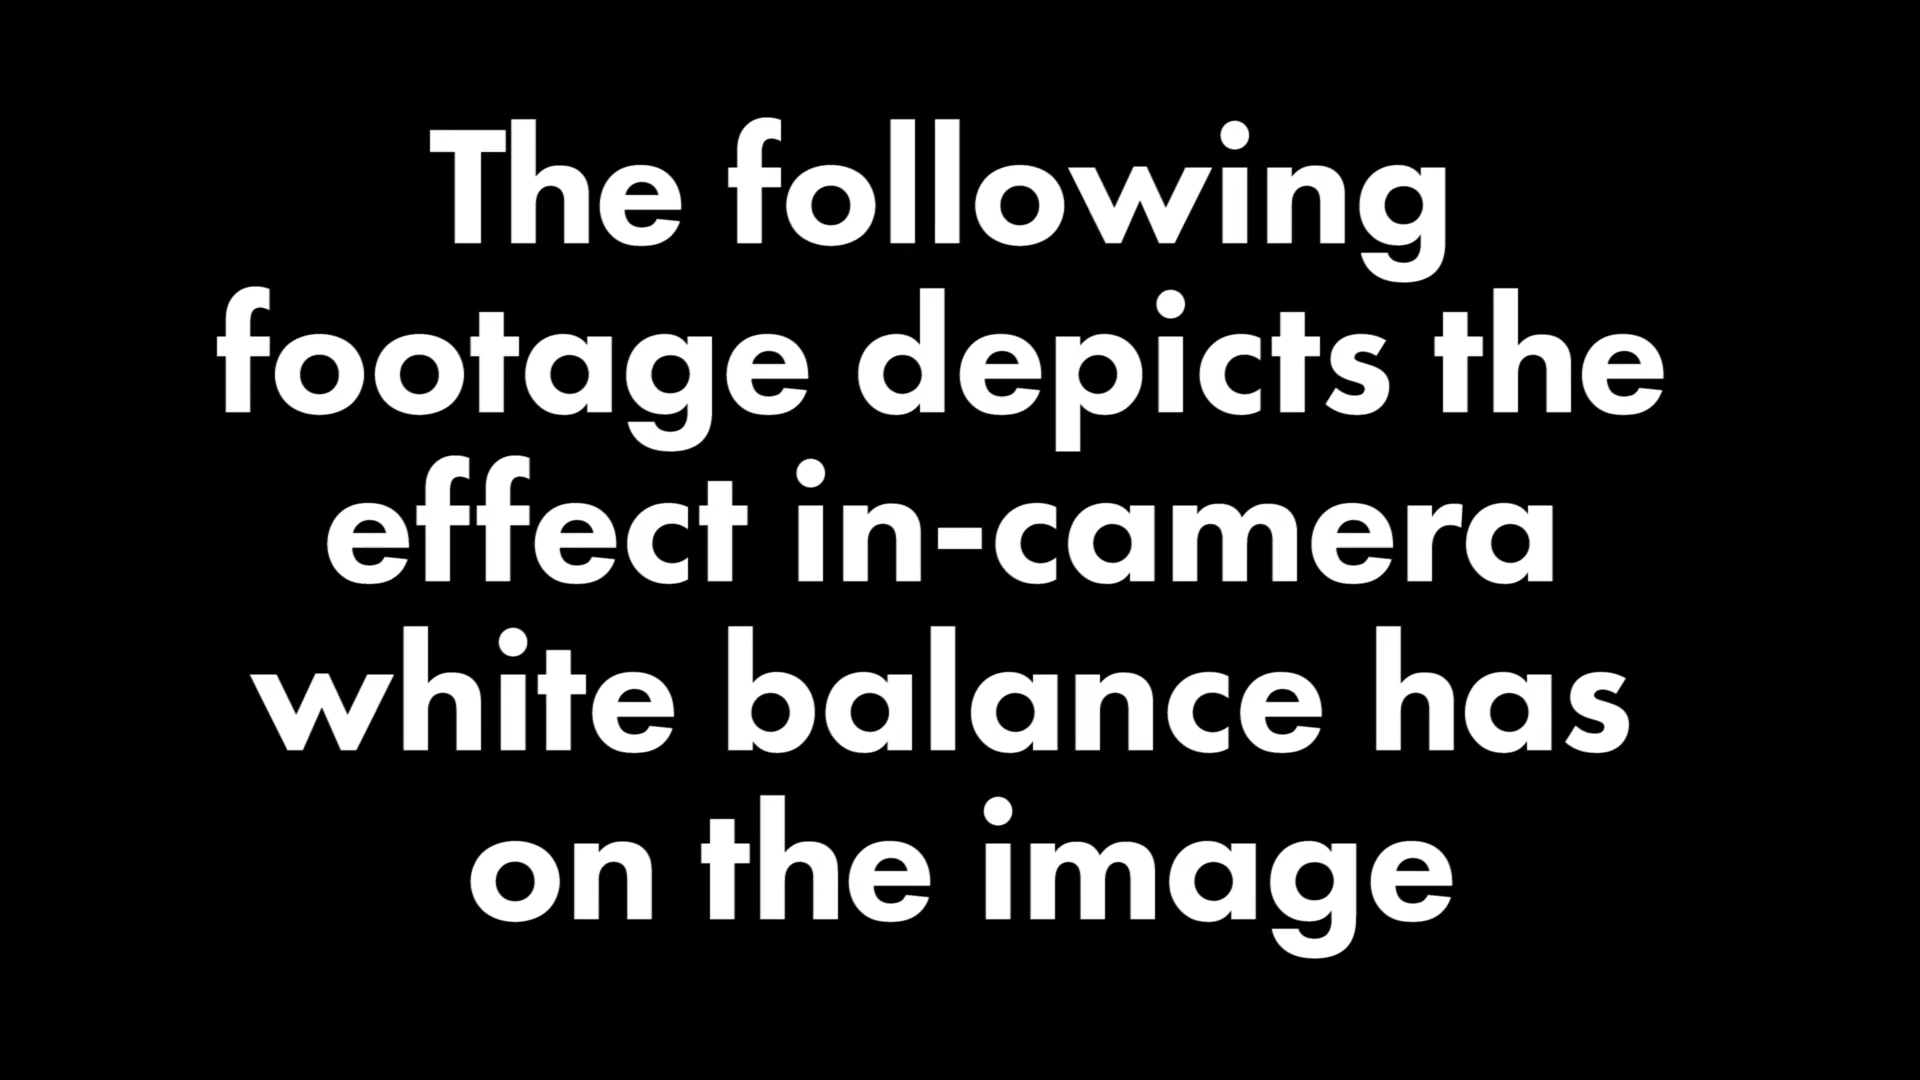 The following
footage depicts the
effect in-camera
white balance has
on the image